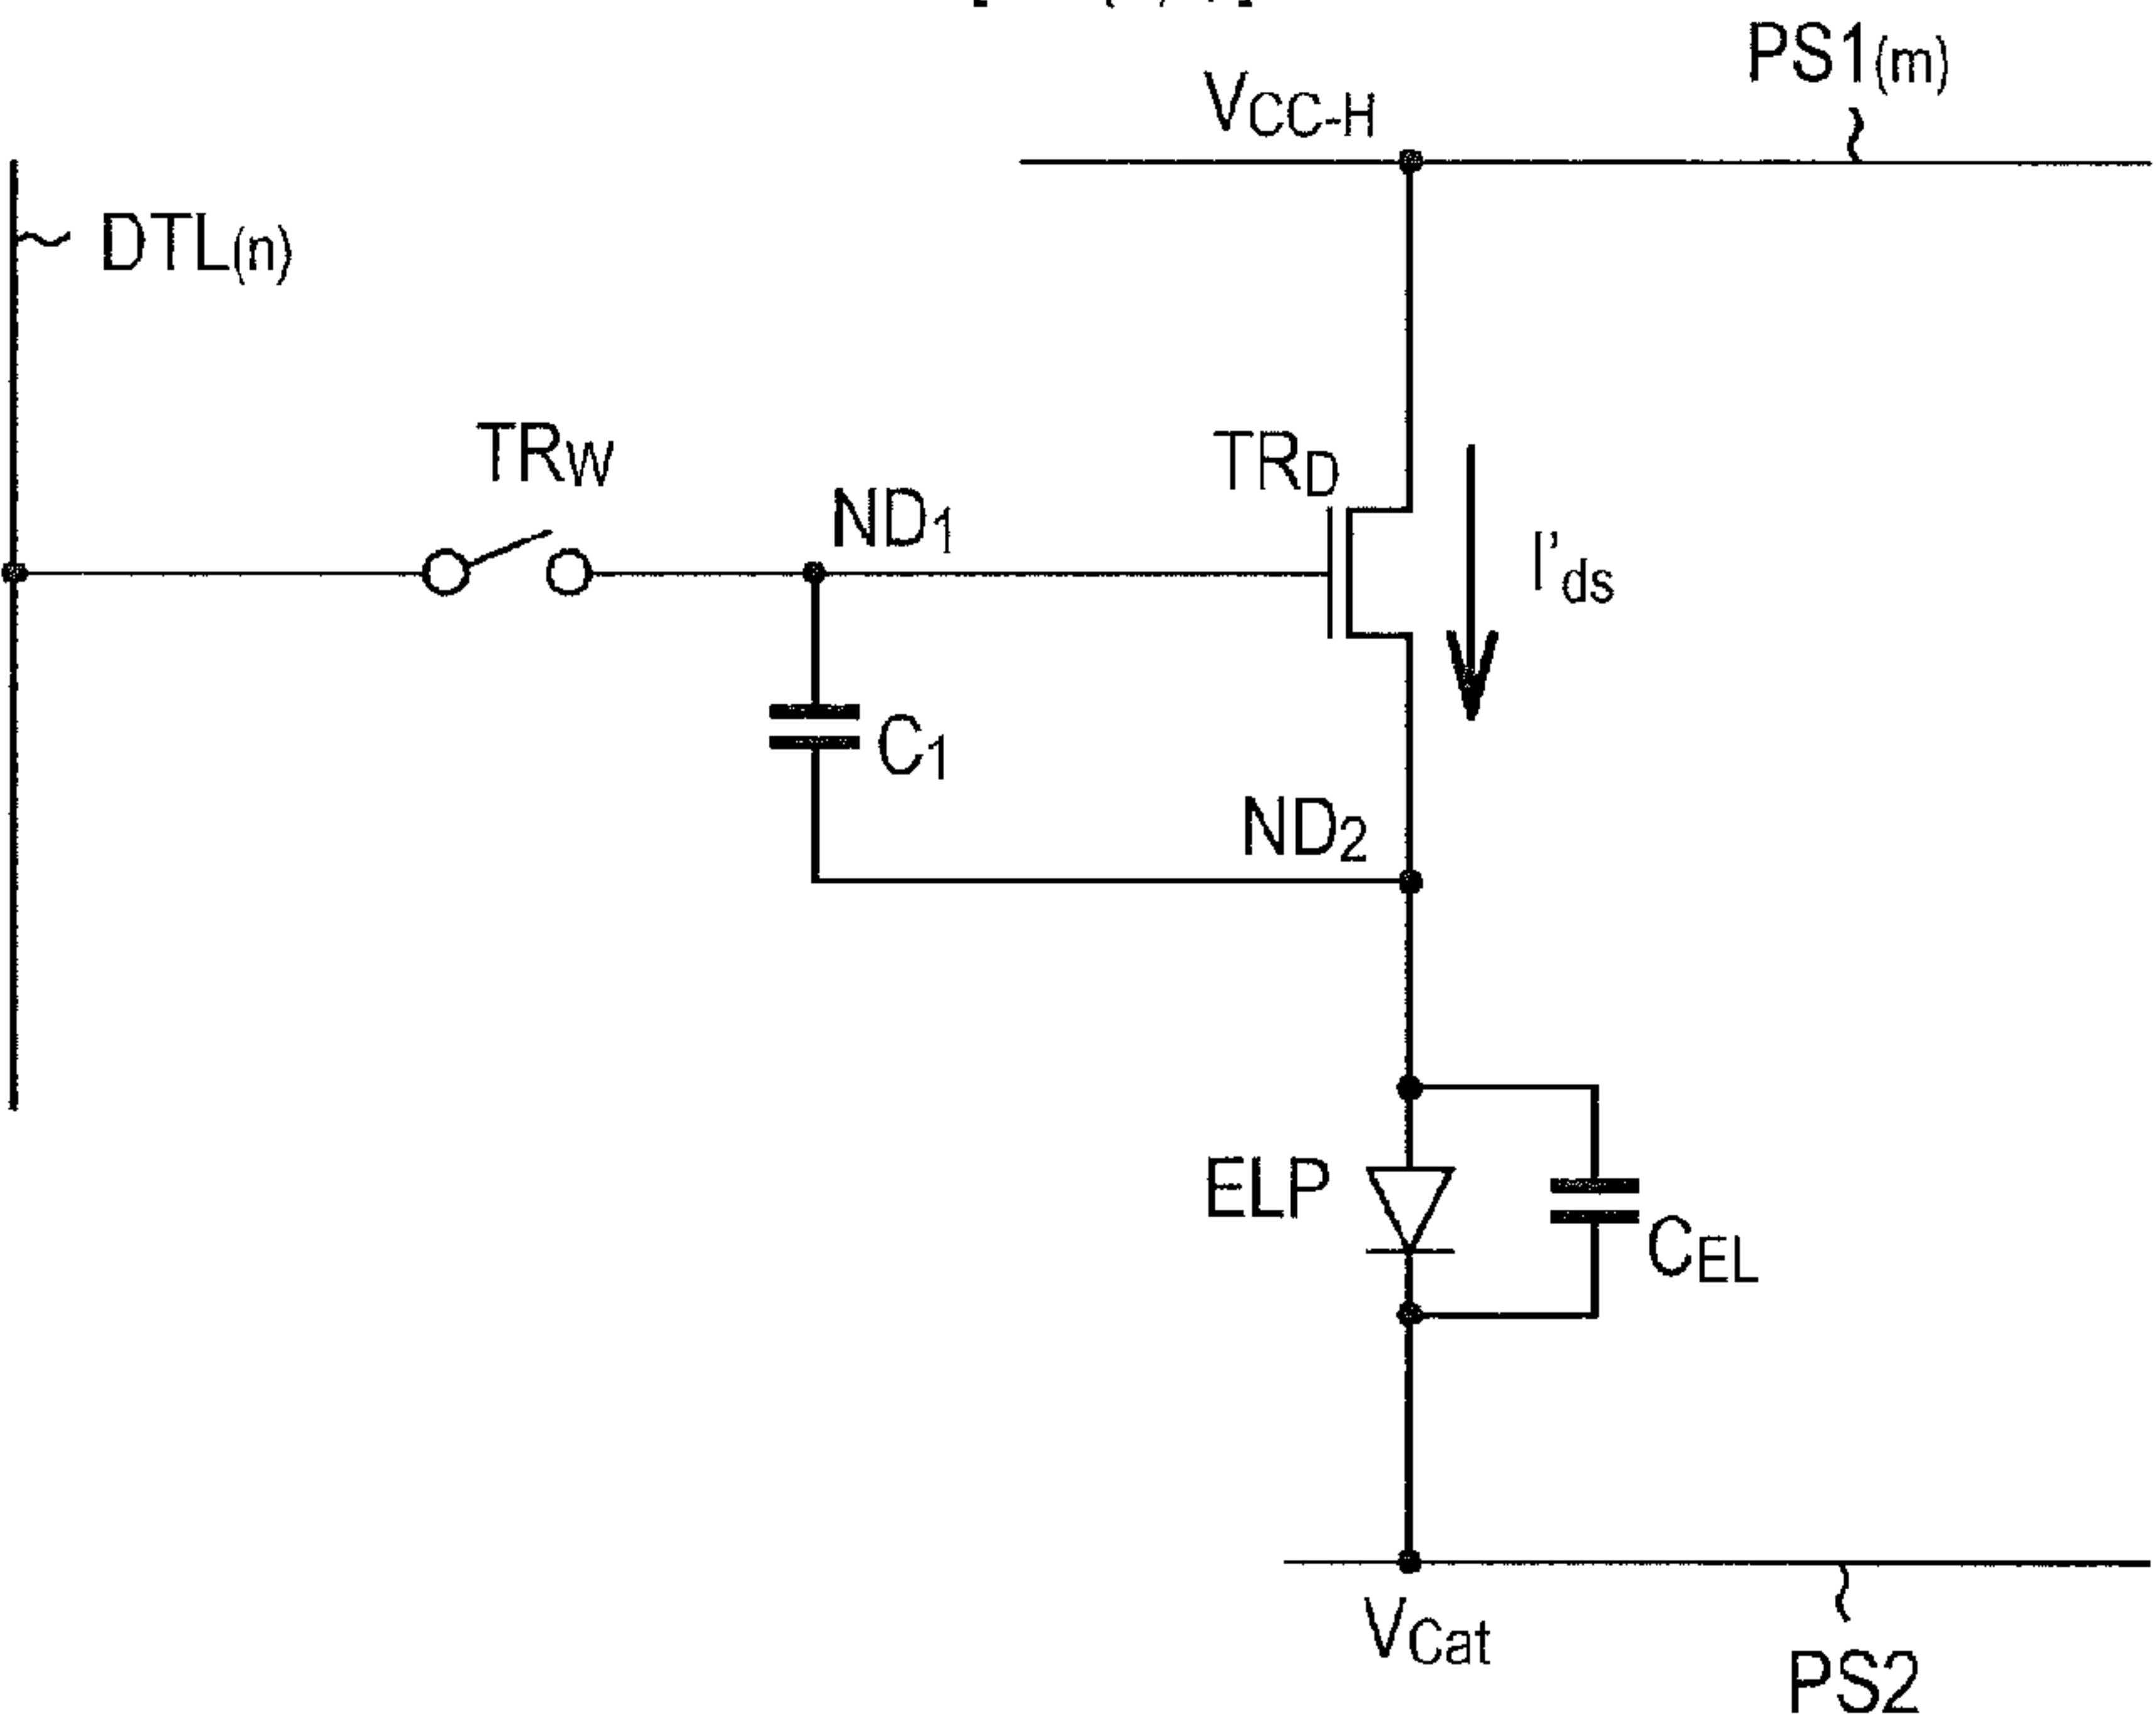 PS1(m)
VCC-H
DTL(n)
TRW
TRD
ND1
I'ds
C1
ND2
ELP
CEL
VCat
PS2